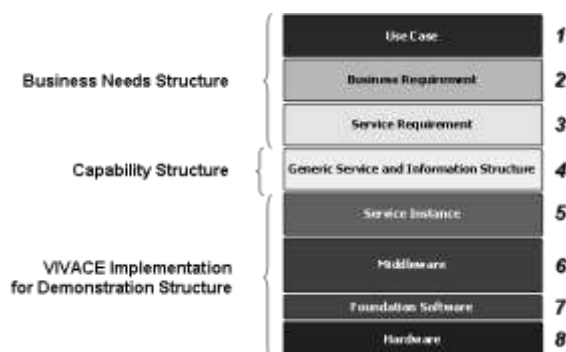 Use Case 1
Business Needs Structure
Business Requirement 2
Service Requirement 3
Capability Structure
Generic Service and Information Structure 4
Service Instance 5
VIVACE Implementation
for Demonstration Structure
Middleware 6
Foundation Software 7
Hardware 8